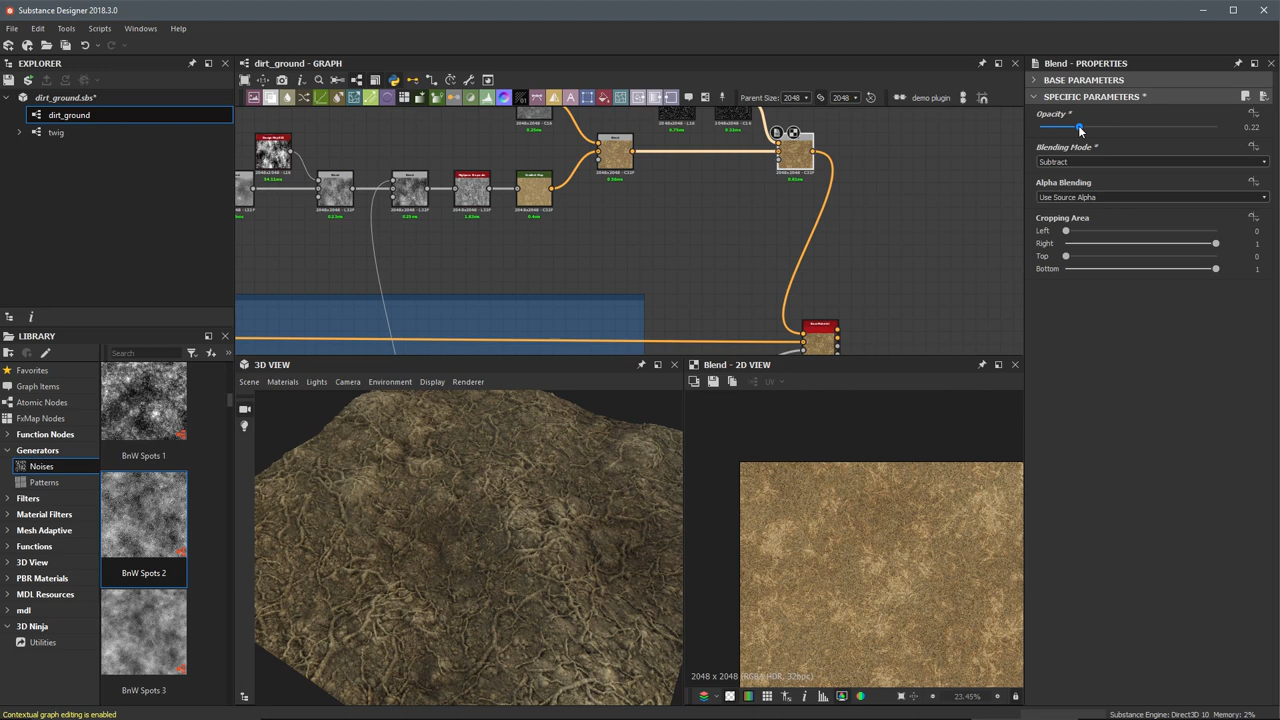 Substance Designer 2018.3.0
File Edit Tools Scripts Windows Help
EXPLORER
dirt_ground.sbs*
dirt_ground
twig
LIBRARY
Search
»
Favorites
Graph Items
Atomic Nodes
FxMap Nodes
Function Nodes
Generators
Noises
Patterns
Filters
Material Filters
Mesh Adaptive
Functions
3D View
PBR Materials
MDL Resources
mdl
3D Ninja
Utilities
BnW Spots 1
BnW Spots 2
BnW Spots 3
dirt_ground - GRAPH
Parent Size: 2048 2048 demo plugin
3D VIEW
Scene Materials Lights Camera Environment Display Renderer
Blend - 2D VIEW
UV
2048 x 2048 (RGBA HDR, 32bpc)
23.45%
Blend - PROPERTIES
BASE PARAMETERS
SPECIFIC PARAMETERS *
Opacity *
0.22
Blending Mode *
Subtract
Alpha Blending
Use Source Alpha
Cropping Area
Left 0
Right 1
Top 0
Bottom 1
Contextual graph editing is enabled
Substance Engine: Direct3D 10 Memory: 2%